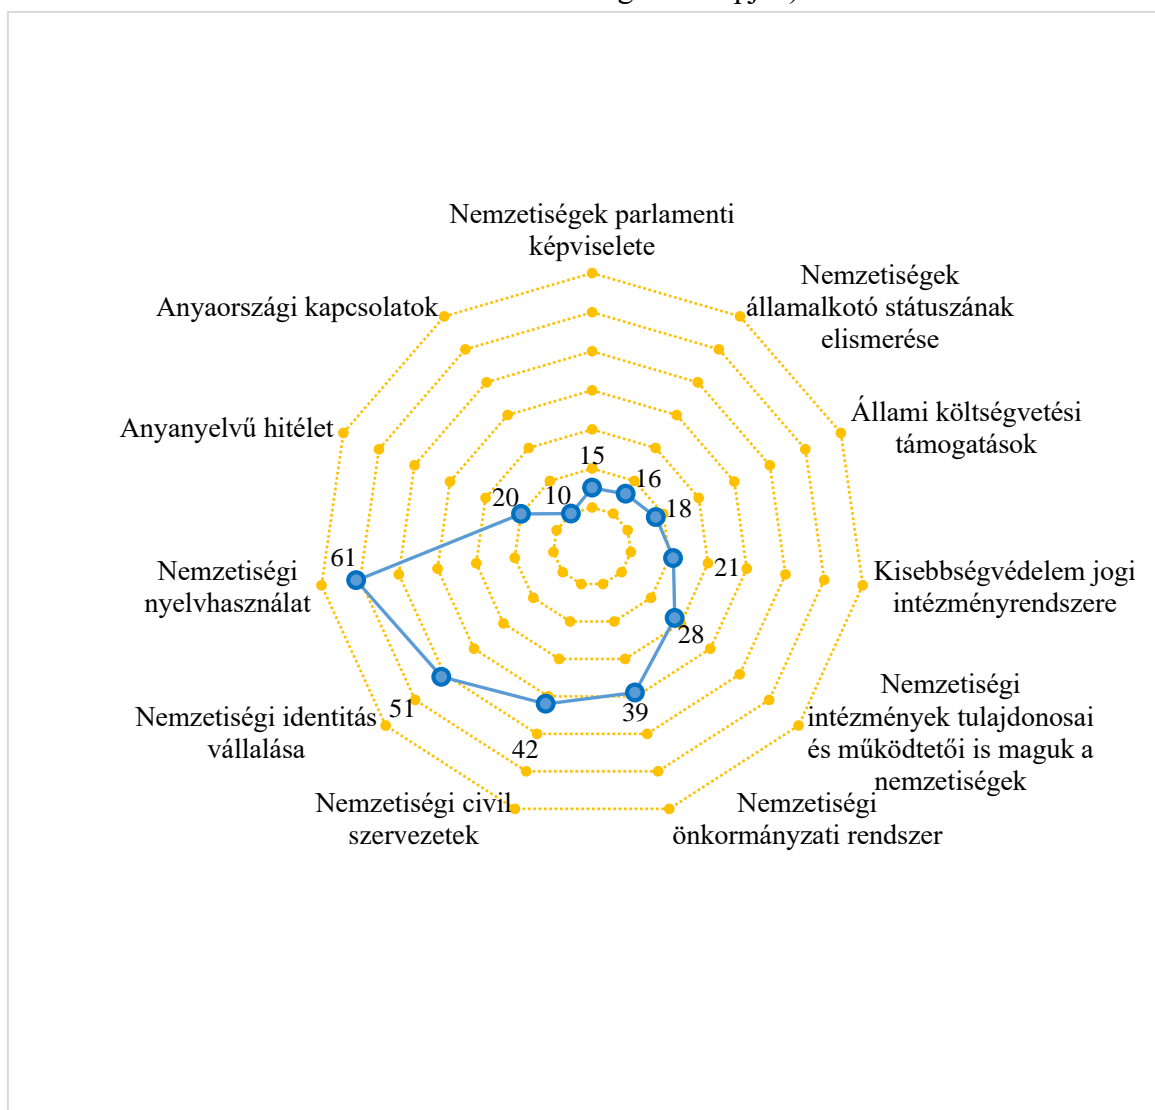 Nemzetiségek parlamenti
képviselete
Nemzetiségek
államalkotó státuszának
elismerése
Állami költségvetési
támogatások
Kisebbségvédelem jogi
intézményrendszere
Nemzetiségi
intézmények tulajdonosai
és működtetői is maguk a
nemzetiségek
Nemzetiségi
önkormányzati rendszer
Nemzetiségi civil
szervezetek
Nemzetiségi identitás
vállalása
Nemzetiségi
nyelvhasználat
Anyanyelvű hitélet
Anyaországi kapcsolatok
15
16
18
21
28
39
42
51
61
20
10